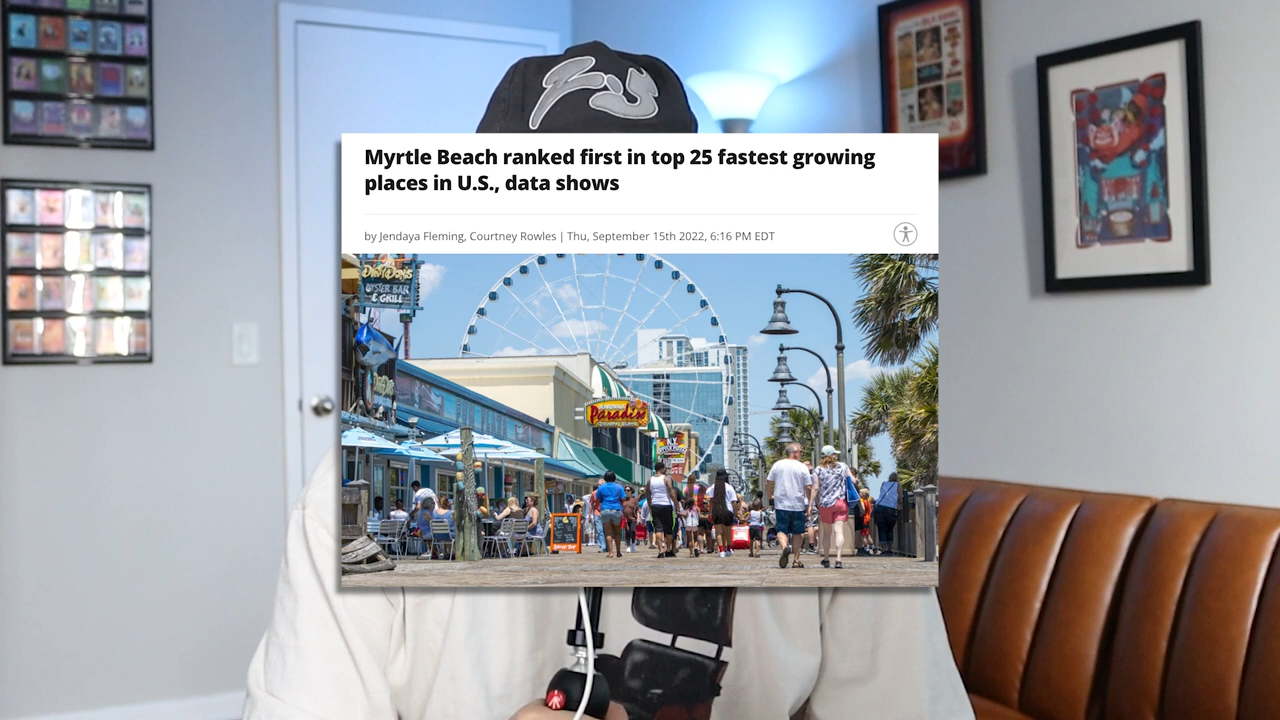 Myrtle Beach ranked first in top 25 fastest growing
places in U.S., data shows
by Jendaya Fleming, Courtney Rowles | Thu, September 15th 2022, 6:16 PM EDT
Dirty Don's
OYSTER BAR
& GRILL
Paradise